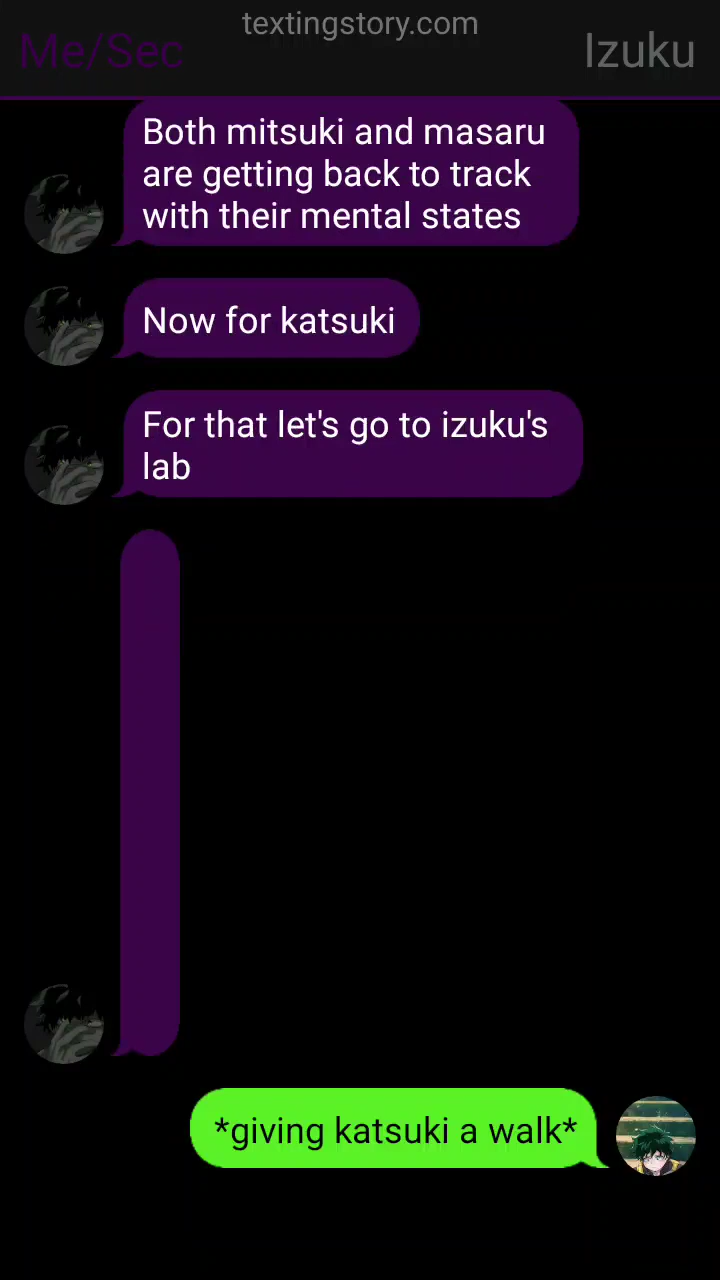 textingstory.com
Me/Sec
Izuku
Both mitsuki and masaru
are getting back to track
with their mental states
Now for katsuki
For that let's go to izuku's
lab
*giving katsuki a walk*